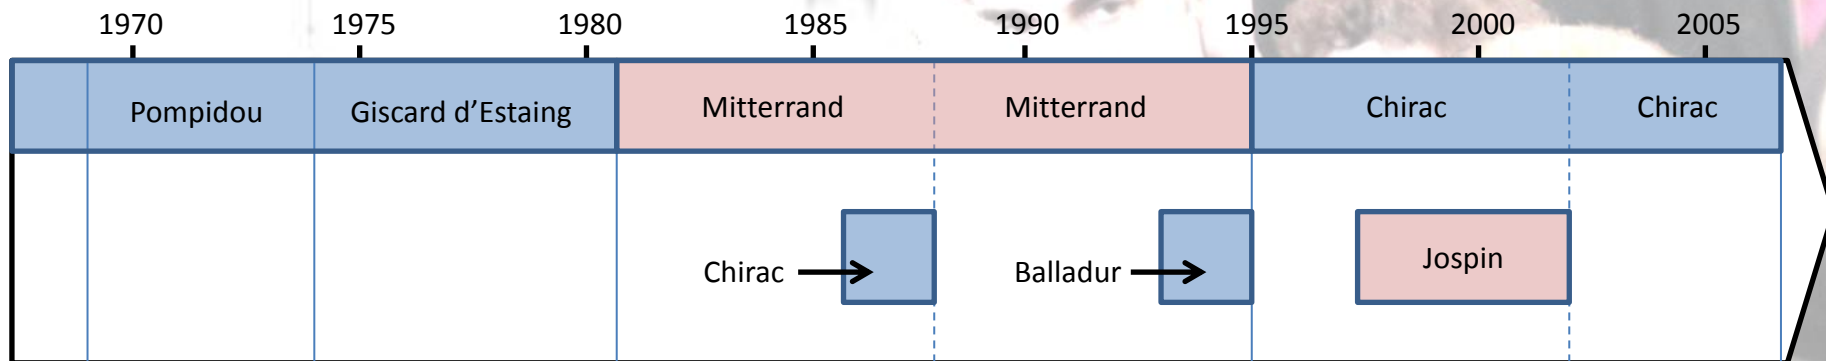 1970 1975 1980 1985 1990 1995 2000 2005
Pompidou Giscard d’Estaing Mitterrand Mitterrand Chirac Chirac
Chirac Balladur Jospin